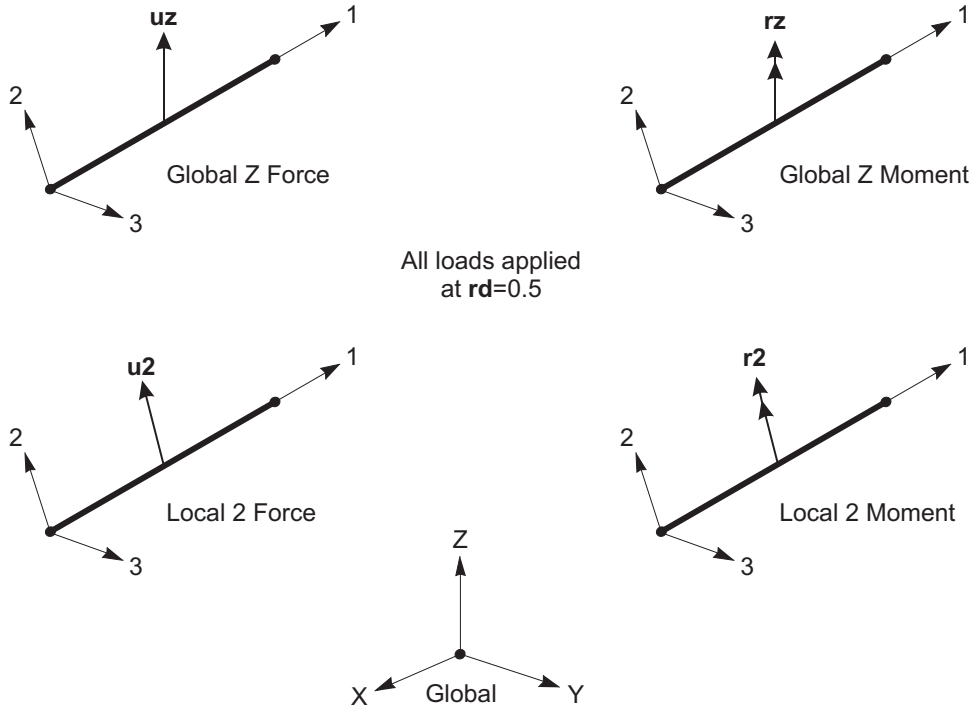 uz
1
2
3
Global Z Force
rz
1
2
3
Global Z Moment
All loads applied
at rd=0.5
u2
1
2
3
Local 2 Force
r2
1
2
3
Local 2 Moment
Z
X
Y
Global